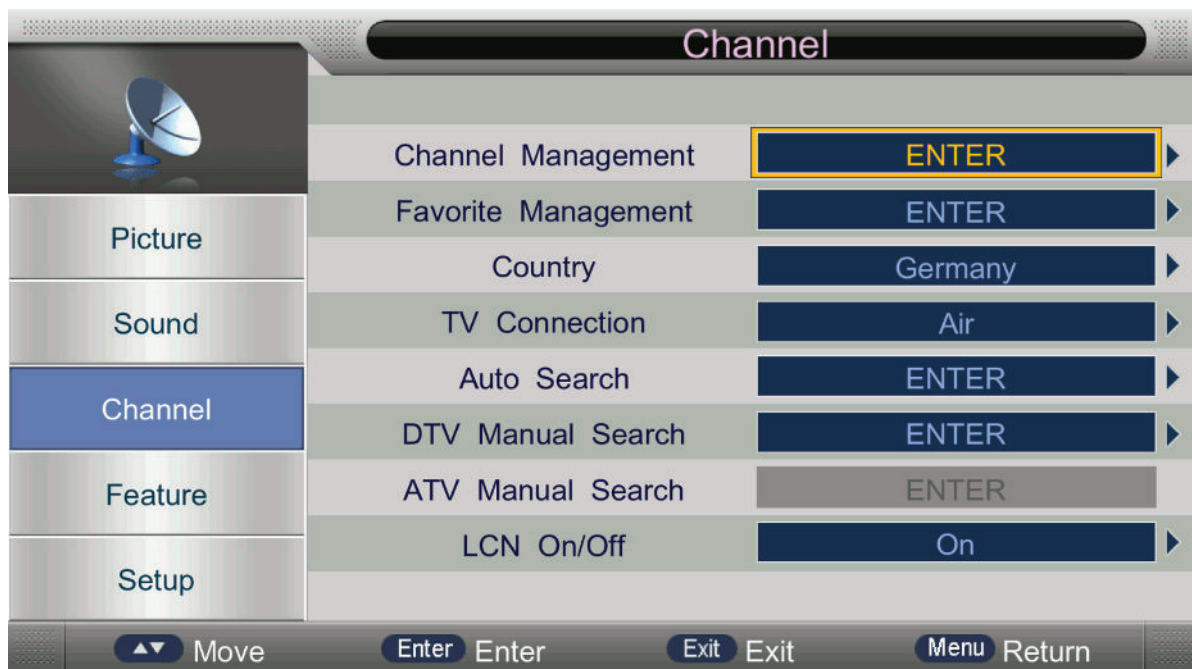 Channel
Channel Management ENTER
Favorite Management ENTER
Country Germany
TV Connection Air
Auto Search ENTER
DTV Manual Search ENTER
ATV Manual Search ENTER
LCN On/Off On
Picture
Sound
Channel
Feature
Setup
Move Enter Enter Exit Exit Menu Return